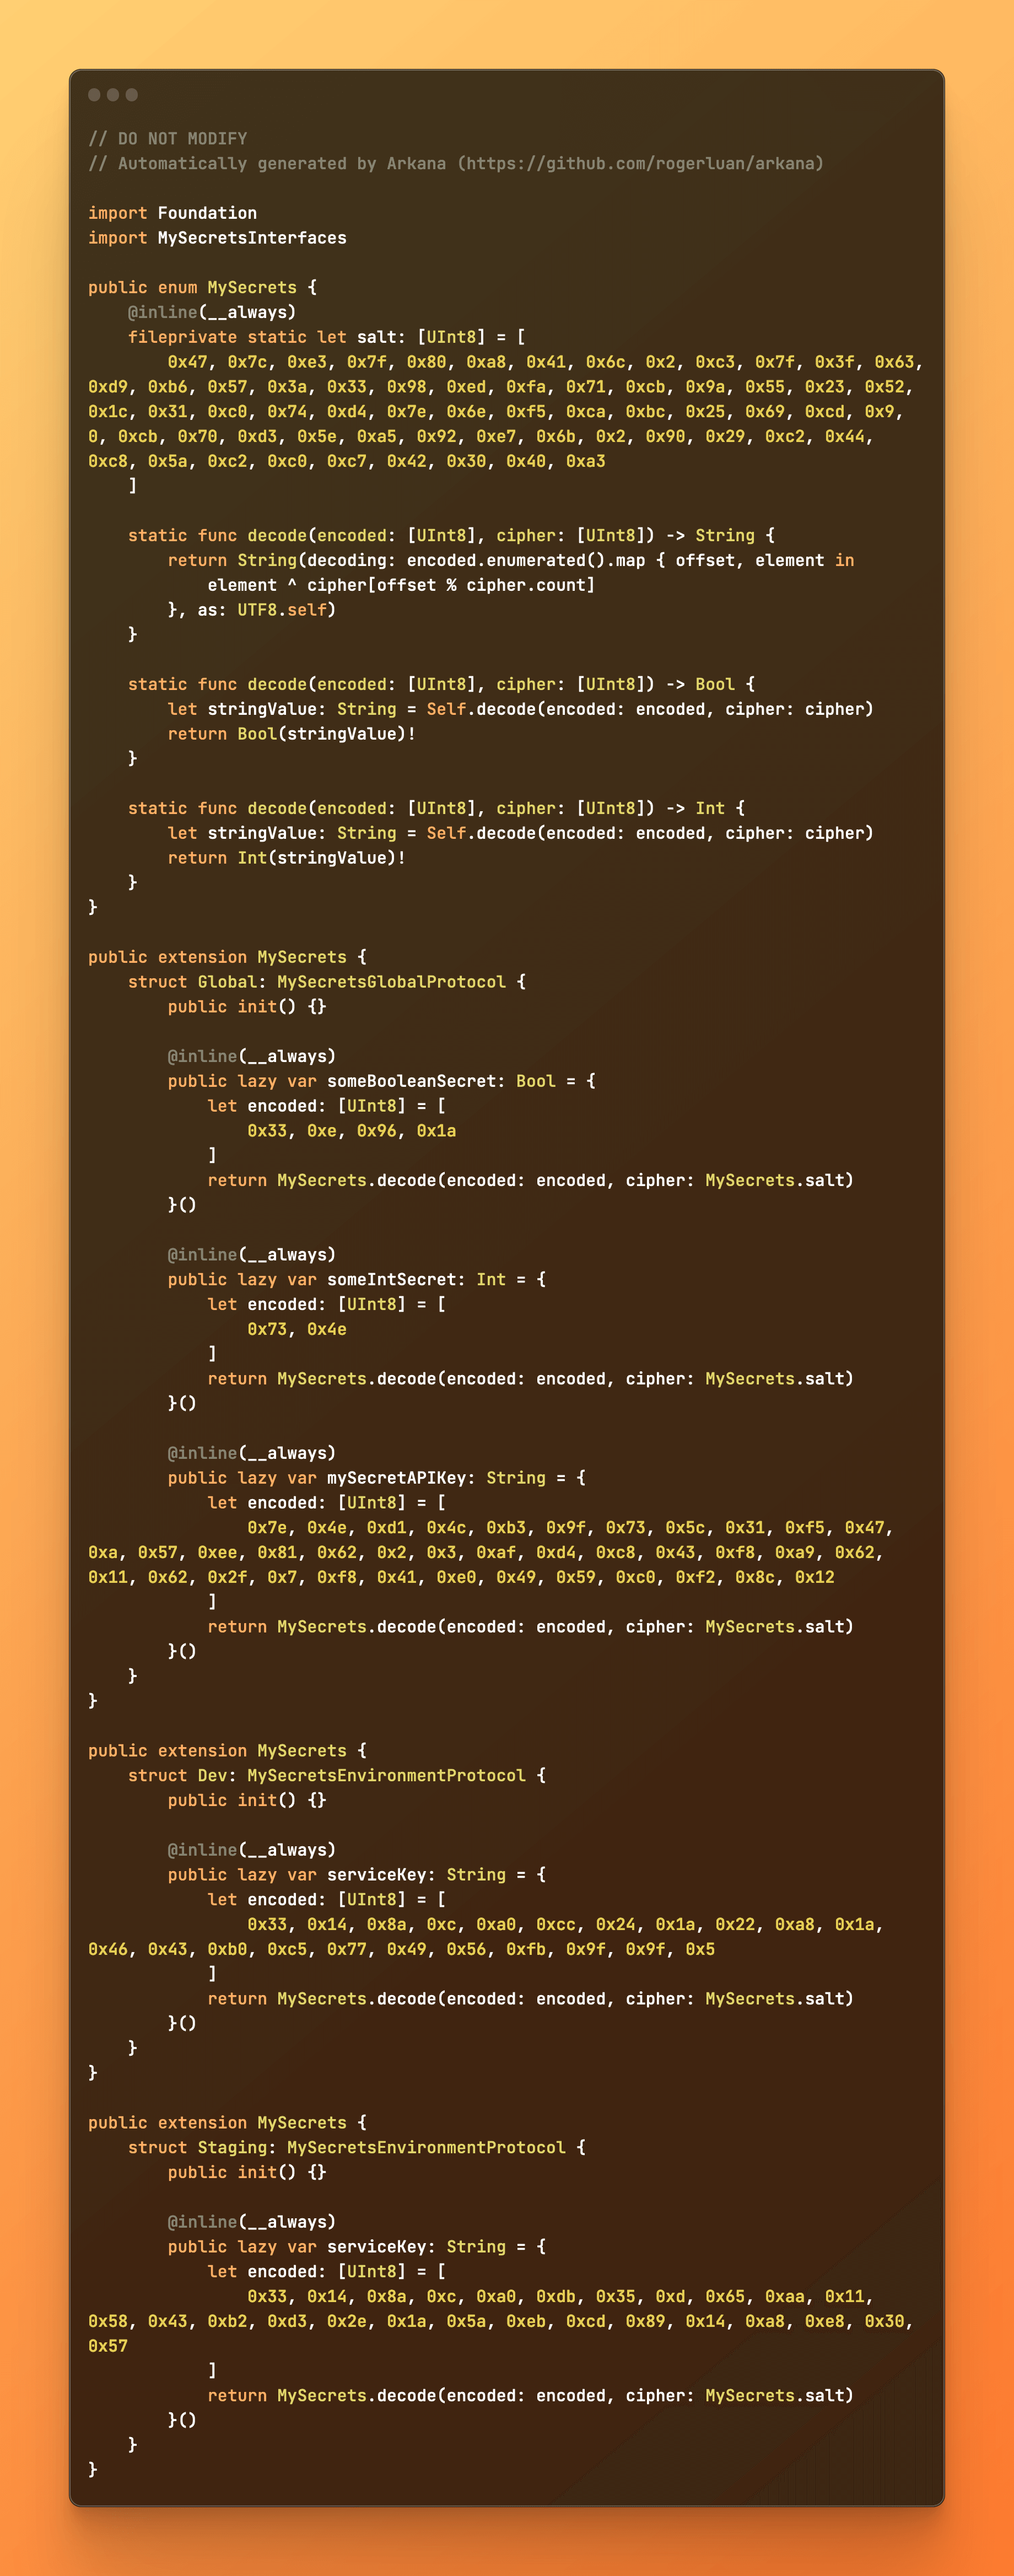 // DO NOT MODIFY
// Automatically generated by Arkana (https://github.com/rogerluan/arkana)
import Foundation
import MySecretsInterfaces
public enum MySecrets {
    @inline(__always)
    fileprivate static let salt: [UInt8] = [
        0x47, 0x7c, 0xe3, 0x7f, 0x80, 0xa8, 0x41, 0x6c, 0x2, 0xc3, 0x7f, 0x3f, 0x63,
0xd9, 0xb6, 0x57, 0x3a, 0x33, 0x98, 0xed, 0xfa, 0x71, 0xcb, 0x9a, 0x55, 0x23, 0x52,
0x1c, 0x31, 0xc0, 0x74, 0xd4, 0x7e, 0x6e, 0xf5, 0xca, 0xbc, 0x25, 0x69, 0xcd, 0x9,
0, 0xcb, 0x70, 0xd3, 0x5e, 0xa5, 0x92, 0xe7, 0x6b, 0x2, 0x90, 0x29, 0xc2, 0x44,
0xc8, 0x5a, 0xc2, 0xc0, 0xc7, 0x42, 0x30, 0x40, 0xa3
    ]
    static func decode(encoded: [UInt8], cipher: [UInt8]) -> String {
        return String(decoding: encoded.enumerated().map { offset, element in
            element ^ cipher[offset % cipher.count]
        }, as: UTF8.self)
    }
    static func decode(encoded: [UInt8], cipher: [UInt8]) -> Bool {
        let stringValue: String = Self.decode(encoded: encoded, cipher: cipher)
        return Bool(stringValue)!
    }
    static func decode(encoded: [UInt8], cipher: [UInt8]) -> Int {
        let stringValue: String = Self.decode(encoded: encoded, cipher: cipher)
        return Int(stringValue)!
    }
}
public extension MySecrets {
    struct Global: MySecretsGlobalProtocol {
        public init() {}
        @inline(__always)
        public lazy var someBooleanSecret: Bool = {
            let encoded: [UInt8] = [
                0x33, 0xe, 0x96, 0x1a
            ]
            return MySecrets.decode(encoded: encoded, cipher: MySecrets.salt)
        }()
        @inline(__always)
        public lazy var someIntSecret: Int = {
            let encoded: [UInt8] = [
                0x73, 0x4e
            ]
            return MySecrets.decode(encoded: encoded, cipher: MySecrets.salt)
        }()
        @inline(__always)
        public lazy var mySecretAPIKey: String = {
            let encoded: [UInt8] = [
                0x7e, 0x4e, 0xd1, 0x4c, 0xb3, 0x9f, 0x73, 0x5c, 0x31, 0xf5, 0x47,
0xa, 0x57, 0xee, 0x81, 0x62, 0x2, 0x3, 0xaf, 0xd4, 0xc8, 0x43, 0xf8, 0xa9, 0x62,
0x11, 0x62, 0x2f, 0x7, 0xf8, 0x41, 0xe0, 0x49, 0x59, 0xc0, 0xf2, 0x8c, 0x12
            ]
            return MySecrets.decode(encoded: encoded, cipher: MySecrets.salt)
        }()
    }
}
public extension MySecrets {
    struct Dev: MySecretsEnvironmentProtocol {
        public init() {}
        @inline(__always)
        public lazy var serviceKey: String = {
            let encoded: [UInt8] = [
                0x33, 0x14, 0x8a, 0xc, 0xa0, 0xcc, 0x24, 0x1a, 0x22, 0xa8, 0x1a,
0x46, 0x43, 0xb0, 0xc5, 0x77, 0x49, 0x56, 0xfb, 0x9f, 0x9f, 0x5
            ]
            return MySecrets.decode(encoded: encoded, cipher: MySecrets.salt)
        }()
    }
}
public extension MySecrets {
    struct Staging: MySecretsEnvironmentProtocol {
        public init() {}
        @inline(__always)
        public lazy var serviceKey: String = {
            let encoded: [UInt8] = [
                0x33, 0x14, 0x8a, 0xc, 0xa0, 0xdb, 0x35, 0xd, 0x65, 0xaa, 0x11,
0x58, 0x43, 0xb2, 0xd3, 0x2e, 0x1a, 0x5a, 0xeb, 0xcd, 0x89, 0x14, 0xa8, 0xe8, 0x30,
0x57
            ]
            return MySecrets.decode(encoded: encoded, cipher: MySecrets.salt)
        }()
    }
}